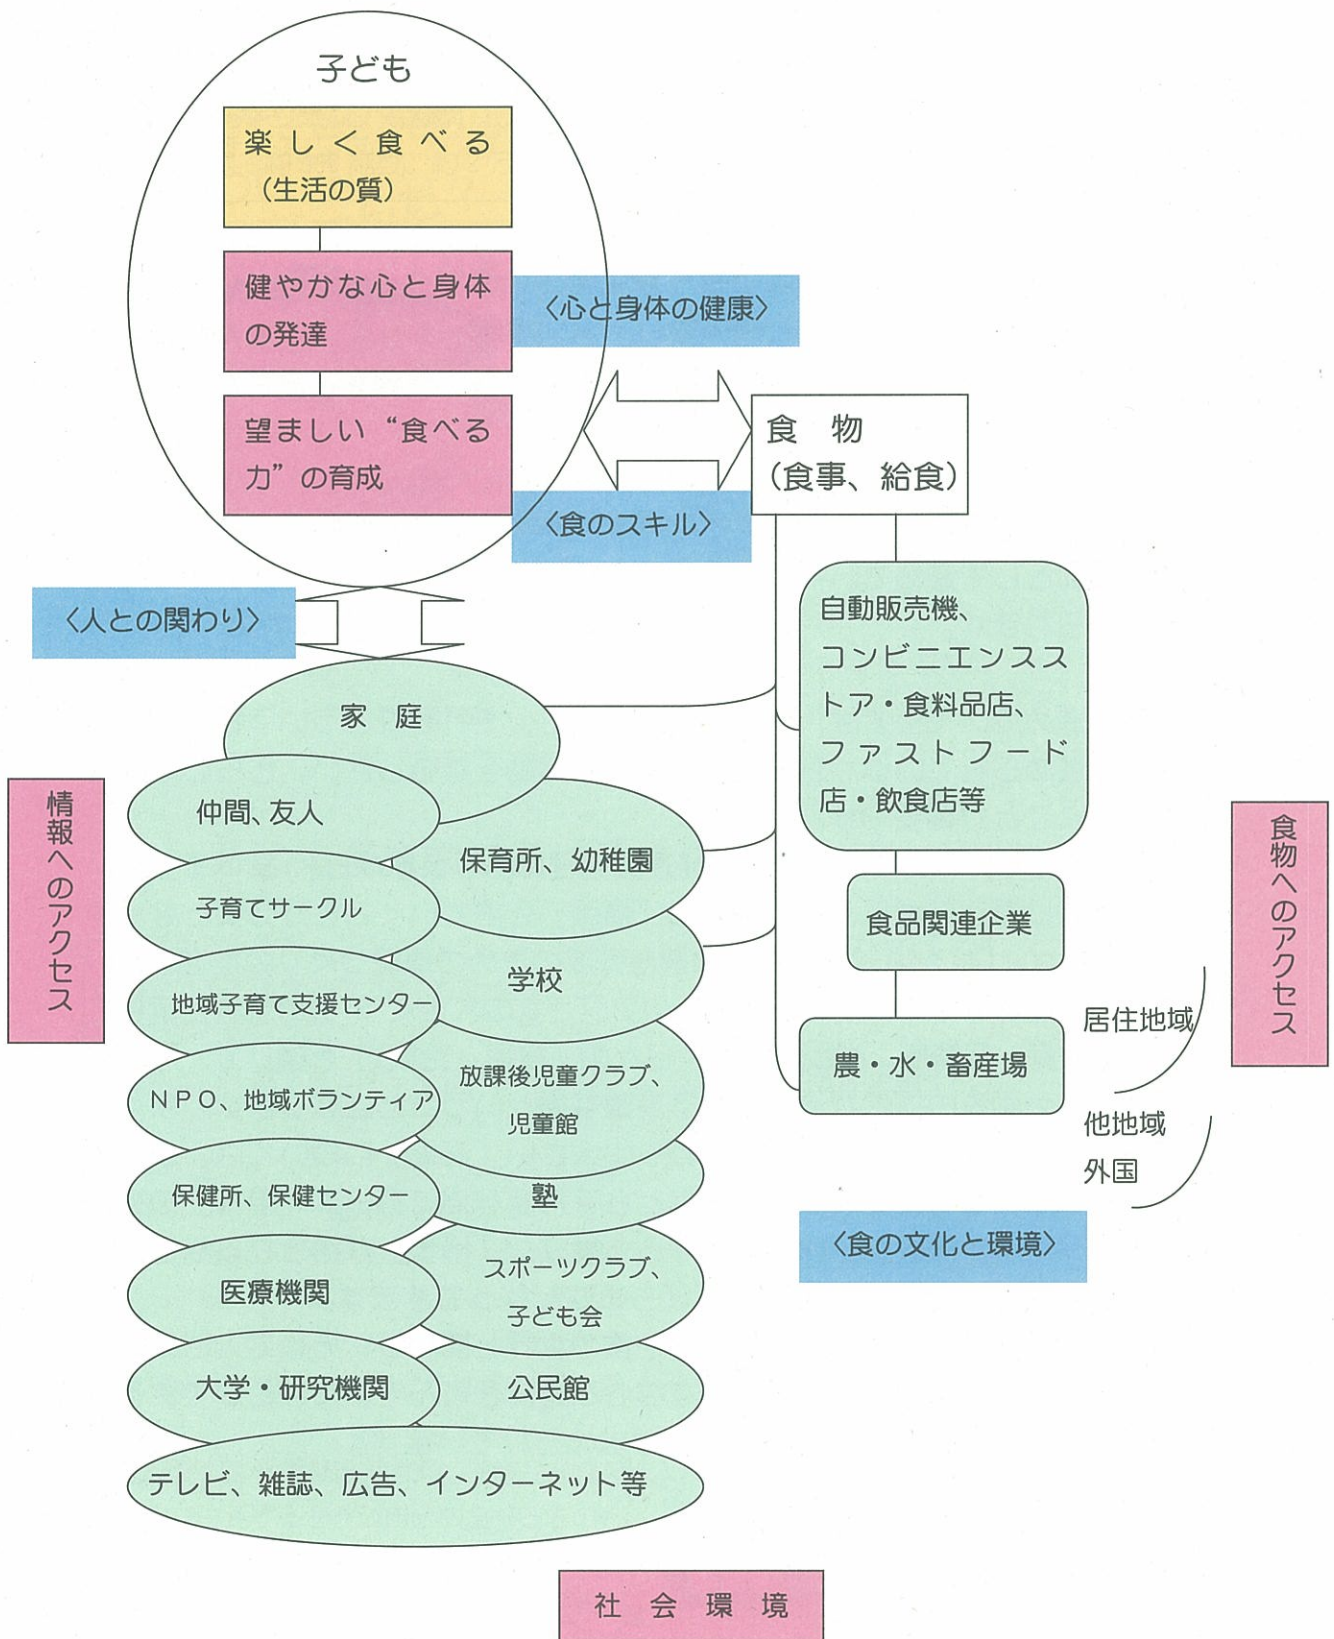 子ども
楽しく食べる
(生活の質)
健やかな心と身体
の発達
〈心と身体の健康〉
望ましい“食べる
力”の育成
食 物
(食事、給食)
〈食のスキル〉
〈人との関わり〉
自動販売機、
コンビニエンスス
トア・食料品店、
ファストフード
店・飲食店等
家 庭
仲間、友人
保育所、幼稚園
子育てサークル
学校
地域子育て支援センター
放課後児童クラブ、
児童館
NPO、地域ボランティア
保健所、保健センター
塾
医療機関
スポーツクラブ、
子ども会
大学・研究機関
公民館
テレビ、雑誌、広告、インターネット等
情報へのアクセス
食品関連企業
農・水・畜産場
居住地域
他地域
外国
食物へのアクセス
〈食の文化と環境〉
社 会 環 境